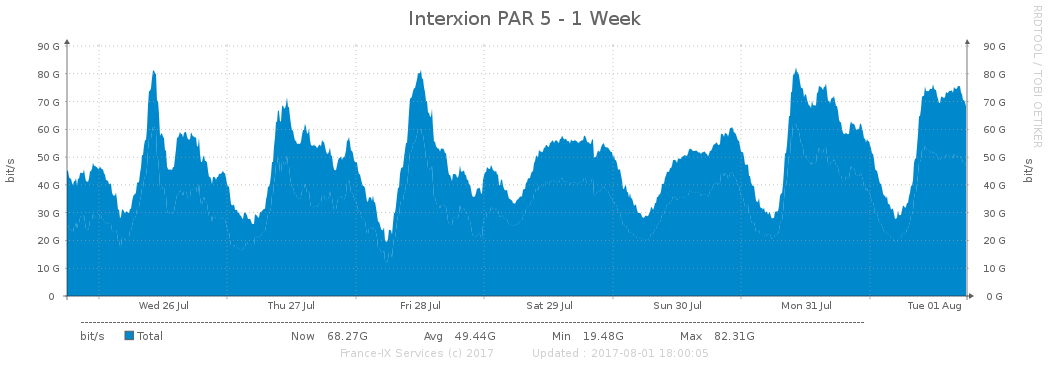 Interxion PAR 5 - 1 Week
RRDTOOL / TOBI OETIKER
bit/s
90 G
80 G
70 G
60 G
50 G
40 G
30 G
20 G
10 G
0
90 G
80 G
70 G
60 G
50 G
40 G
30 G
20 G
10 G
0 G
bit/s
Wed 26 Jul Thu 27 Jul Fri 28 Jul Sat 29 Jul Sun 30 Jul Mon 31 Jul Tue 01 Aug
bit/s Total Now 68.27G Avg 49.44G Min 19.48G Max 82.31G
France-IX Services (c) 2017 Updated : 2017-08-01 18:00:05